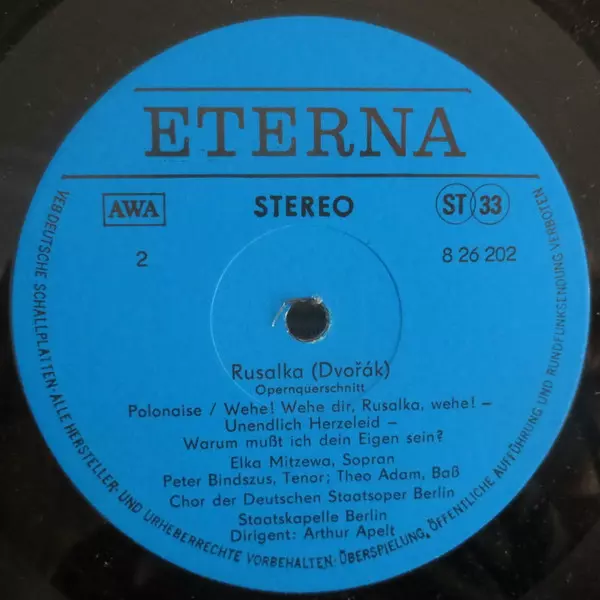 ETERNA
AWA
STEREO
ST 33
2
8 26 202
Rusalka (Dvořák)
Opernquerschnitt
Polonaise / Wehe! Wehe dir, Rusalka, wehe! –
Unendlich Herzeleid –
Warum mußt ich dein Eigen sein?
Elka Mitzewa, Sopran
Peter Bindszus, Tenor; Theo Adam, Baß
Chor der Deutschen Staatsoper Berlin
Staatskapelle Berlin
Dirigent: Arthur Apelt
VEB DEUTSCHE SCHALLPLATTEN · ALLE HERSTELLER- UND URHEBERRECHTE VORBEHALTEN · ÜBERSPIELUNG, ÖFFENTLICHE AUFFÜHRUNG UND RUNDFUNKSENDUNG VERBOTEN